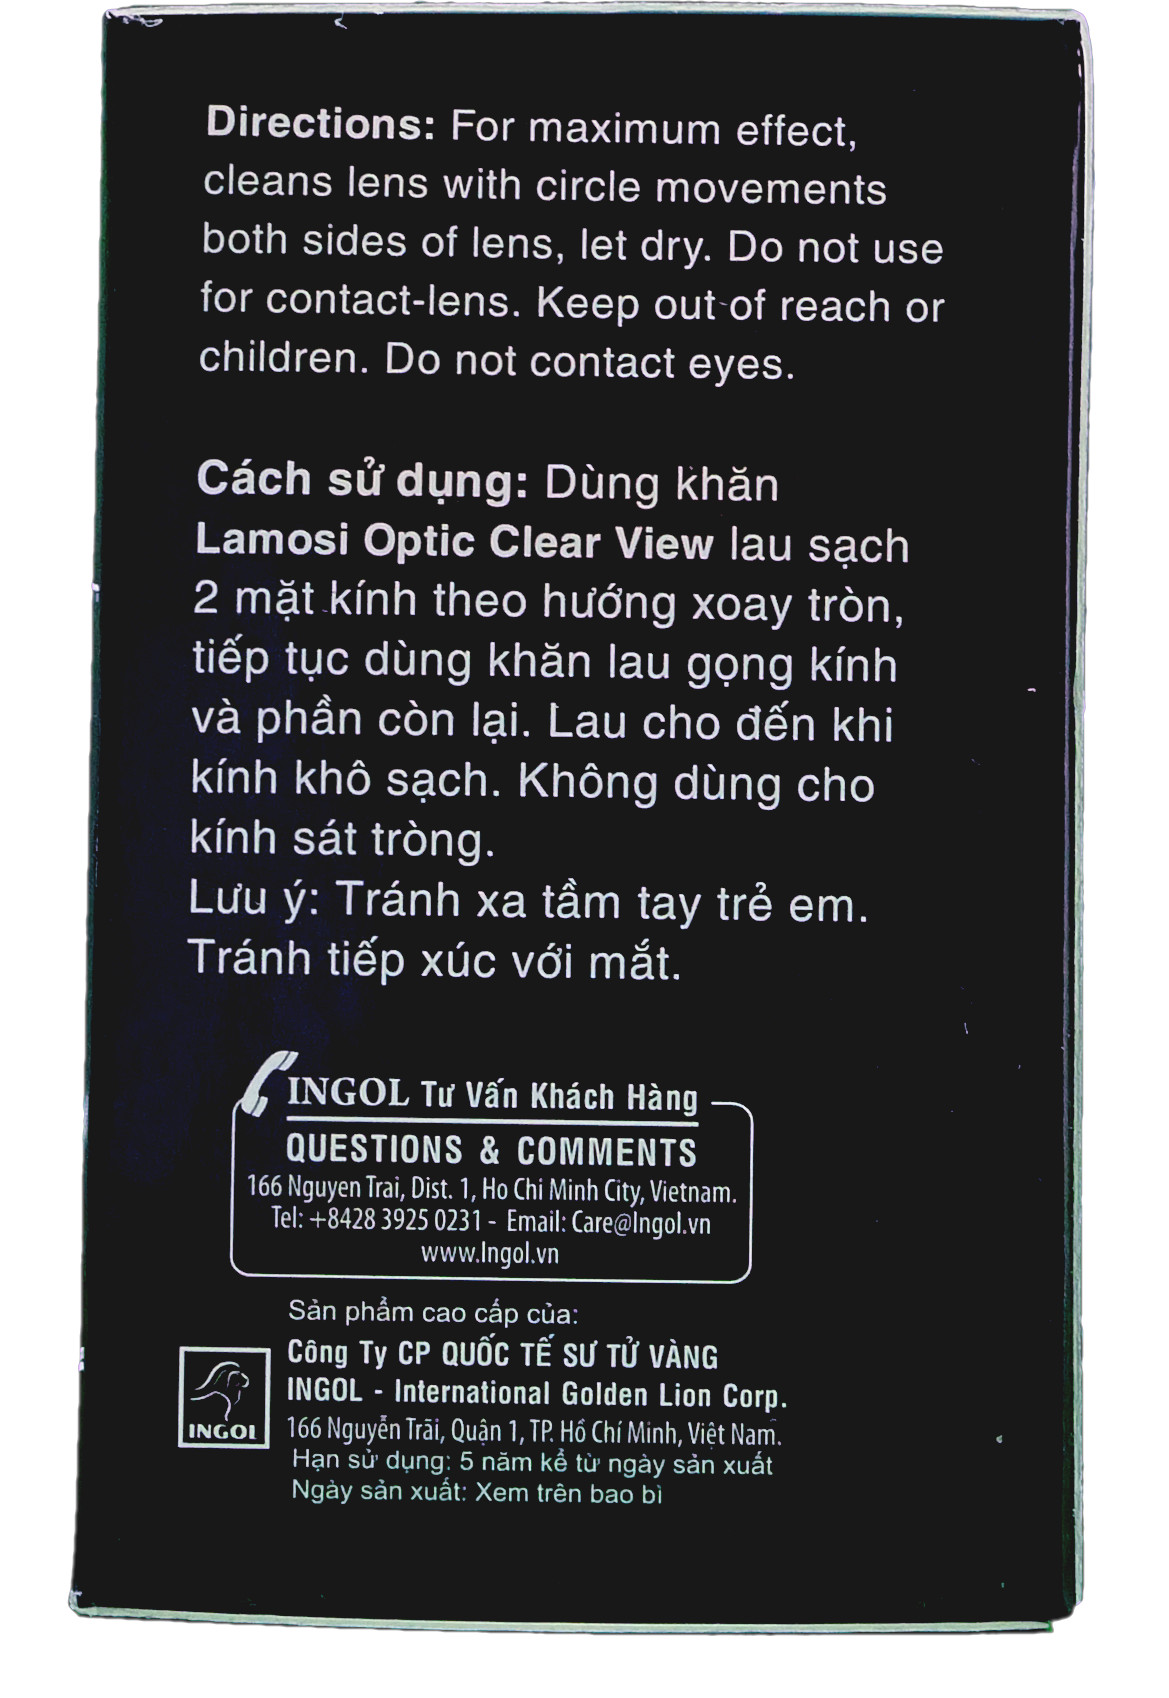 Directions: For maximum effect,
cleans lens with circle movements
both sides of lens, let dry. Do not use
for contact-lens. Keep out-of reach or
children. Do not contact eyes.
Cách sử dụng: Dùng khăn
Lamosi Optic Clear View lau sạch
2 mặt kính theo hướng xoay tròn,
tiếp tục dùng khăn lau gọng kính
và phần còn lại. Lau cho đến khi
kính khô sạch. Không dùng cho
kính sát tròng.
Lưu ý: Tránh xa tầm tay trẻ em.
Tránh tiếp xúc với mắt.
INGOL Tư Vấn Khách Hàng
QUESTIONS & COMMENTS
166 Nguyen Trai, Dist. 1, Ho Chi Minh City, Vietnam.
Tel: +8428 3925 0231 - Email: Care@Ingol.vn
www.Ingol.vn
Sản phẩm cao cấp của:
Công Ty CP QUỐC TẾ SƯ TỬ VÀNG
INGOL - International Golden Lion Corp.
INGOL
166 Nguyễn Trãi, Quận 1, TP. Hồ Chí Minh, Việt Nam.
Hạn sử dụng: 5 năm kể từ ngày sản xuất
Ngày sản xuất: Xem trên bao bì